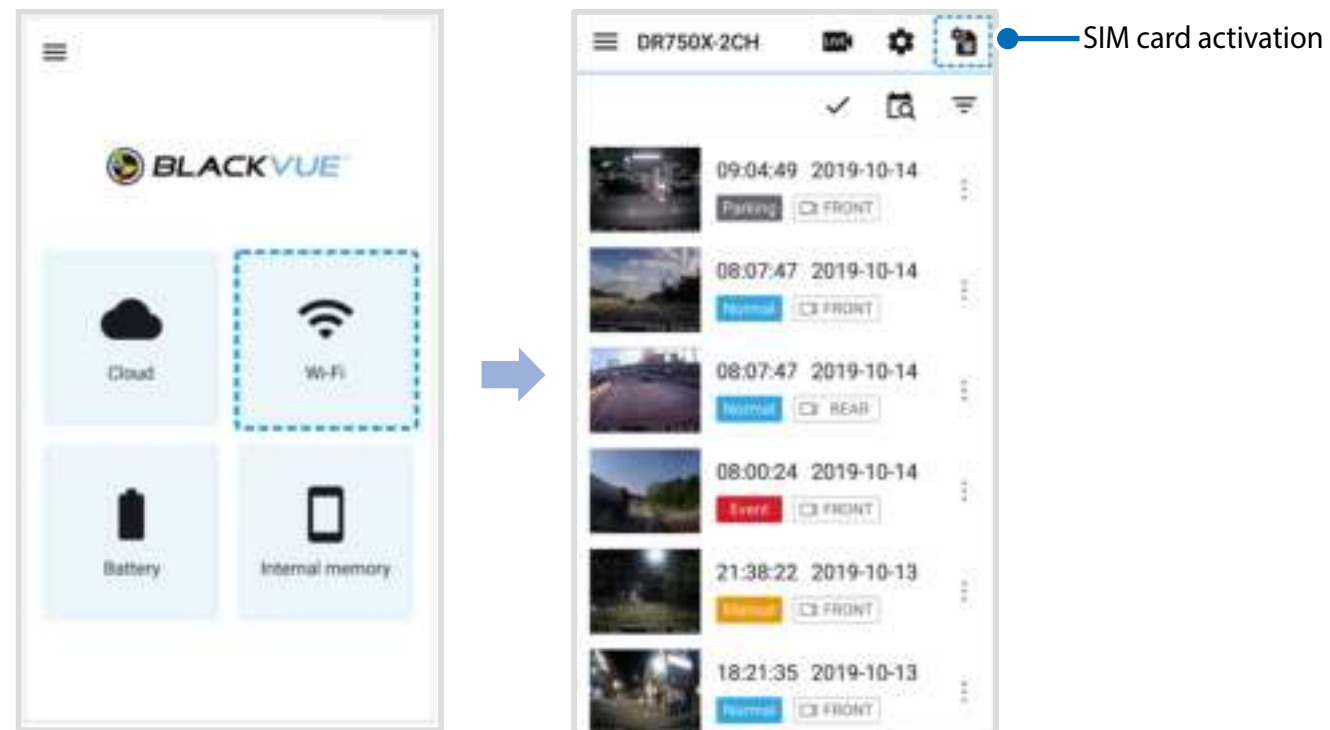 BLACKVUE
Cloud
Wi-Fi
Battery
Internal memory
DR750X-2CH
LIVE
SIM card activation
09:04:49 2019-10-14
Parking FRONT
08:07:47 2019-10-14
Normal FRONT
08:07:47 2019-10-14
Normal REAR
08:00:24 2019-10-14
Event FRONT
21:38:22 2019-10-13
Manual FRONT
18:21:35 2019-10-13
Normal FRONT